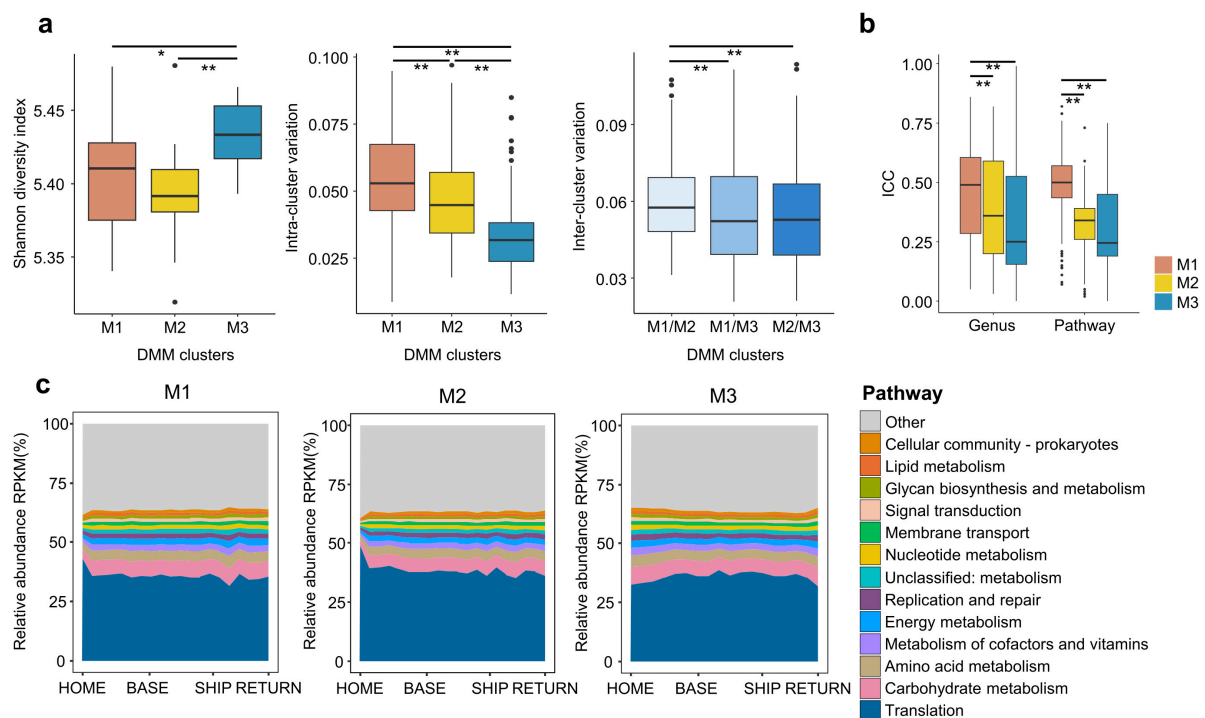 a
Shannon diversity index
5.45
5.40
5.35
*
**
M1 M2 M3
DMM clusters
Intra-cluster variation
0.100
0.075
0.050
0.025
**
** **
M1 M2 M3
DMM clusters
Inter-cluster variation
0.09
0.06
0.03
**
**
M1/M2 M1/M3 M2/M3
DMM clusters
b
ICC
1.00
0.75
0.50
0.25
0.00
**
**
**
**
Genus Pathway
M1
M2
M3
c
M1
Relative abundance RPKM(%)
100
75
50
25
0
HOME BASE SHIP RETURN
M2
Relative abundance RPKM(%)
100
75
50
25
0
HOME BASE SHIP RETURN
M3
Relative abundance RPKM(%)
100
75
50
25
0
HOME BASE SHIP RETURN
Pathway
Other
Cellular community - prokaryotes
Lipid metabolism
Glycan biosynthesis and metabolism
Signal transduction
Membrane transport
Nucleotide metabolism
Unclassified: metabolism
Replication and repair
Energy metabolism
Metabolism of cofactors and vitamins
Amino acid metabolism
Carbohydrate metabolism
Translation